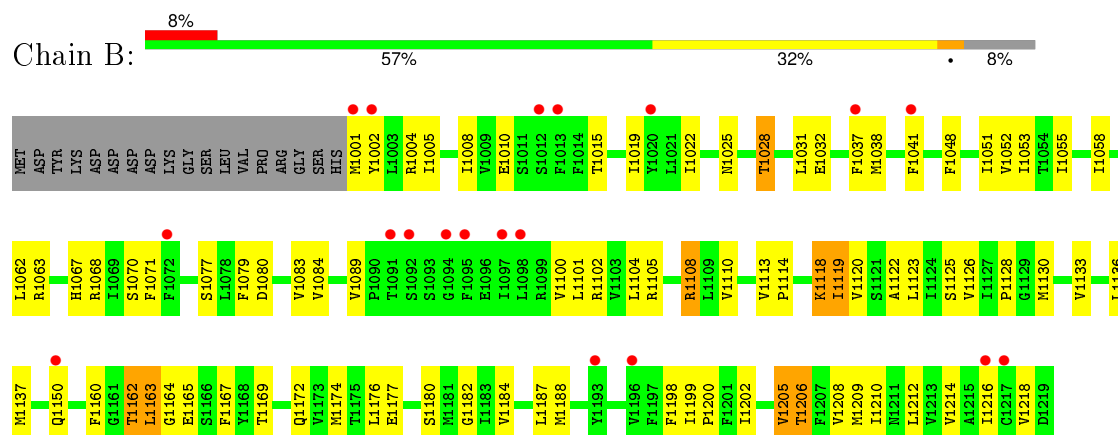 8%
Chain B:
57% 32% • 8%
MET ASP TYR LYS ASP ASP ASP ASP LYS GLY SER LEU VAL PRO ARG GLY SER HIS M1001 Y1002 L1003 R1004 I1005 I1008 V1009 E1010 S1011 S1012 F1013 F1014 T1015 I1019 Y1020 L1021 I1022 N1025 T1028 L1031 E1032 F1037 M1038 F1041 F1048 I1051 V1052 I1053 T1054 I1055 I1058
L1062 R1063 H1067 R1068 I1069 S1070 F1071 F1072 S1077 L1078 F1079 D1080 V1083 V1084 V1089 P1090 T1091 S1092 S1093 G1094 F1095 E1096 I1097 L1098 R1099 V1100 L1101 R1102 V1103 L1104 R1105 R1108 L1109 V1110 V1113 P1114 K1118 I1119 V1120 S1121 A1122 L1123 I1124 S1125 V1126 I1127 P1128 G1129 M1130 V1133 L1136
M1137 Q1150 F1160 G1161 T1162 L1163 G1164 E1165 S1166 F1167 Y1168 T1169 Q1172 V1173 M1174 T1175 L1176 E1177 S1180 M1181 G1182 I1183 V1184 L1187 M1188 Y1193 V1196 F1197 F1198 I1199 P1200 F1201 I1202 V1205 T1206 F1207 V1208 M1209 I1210 N1211 L1212 V1213 V1214 A1215 I1216 C1217 V1218 D1219